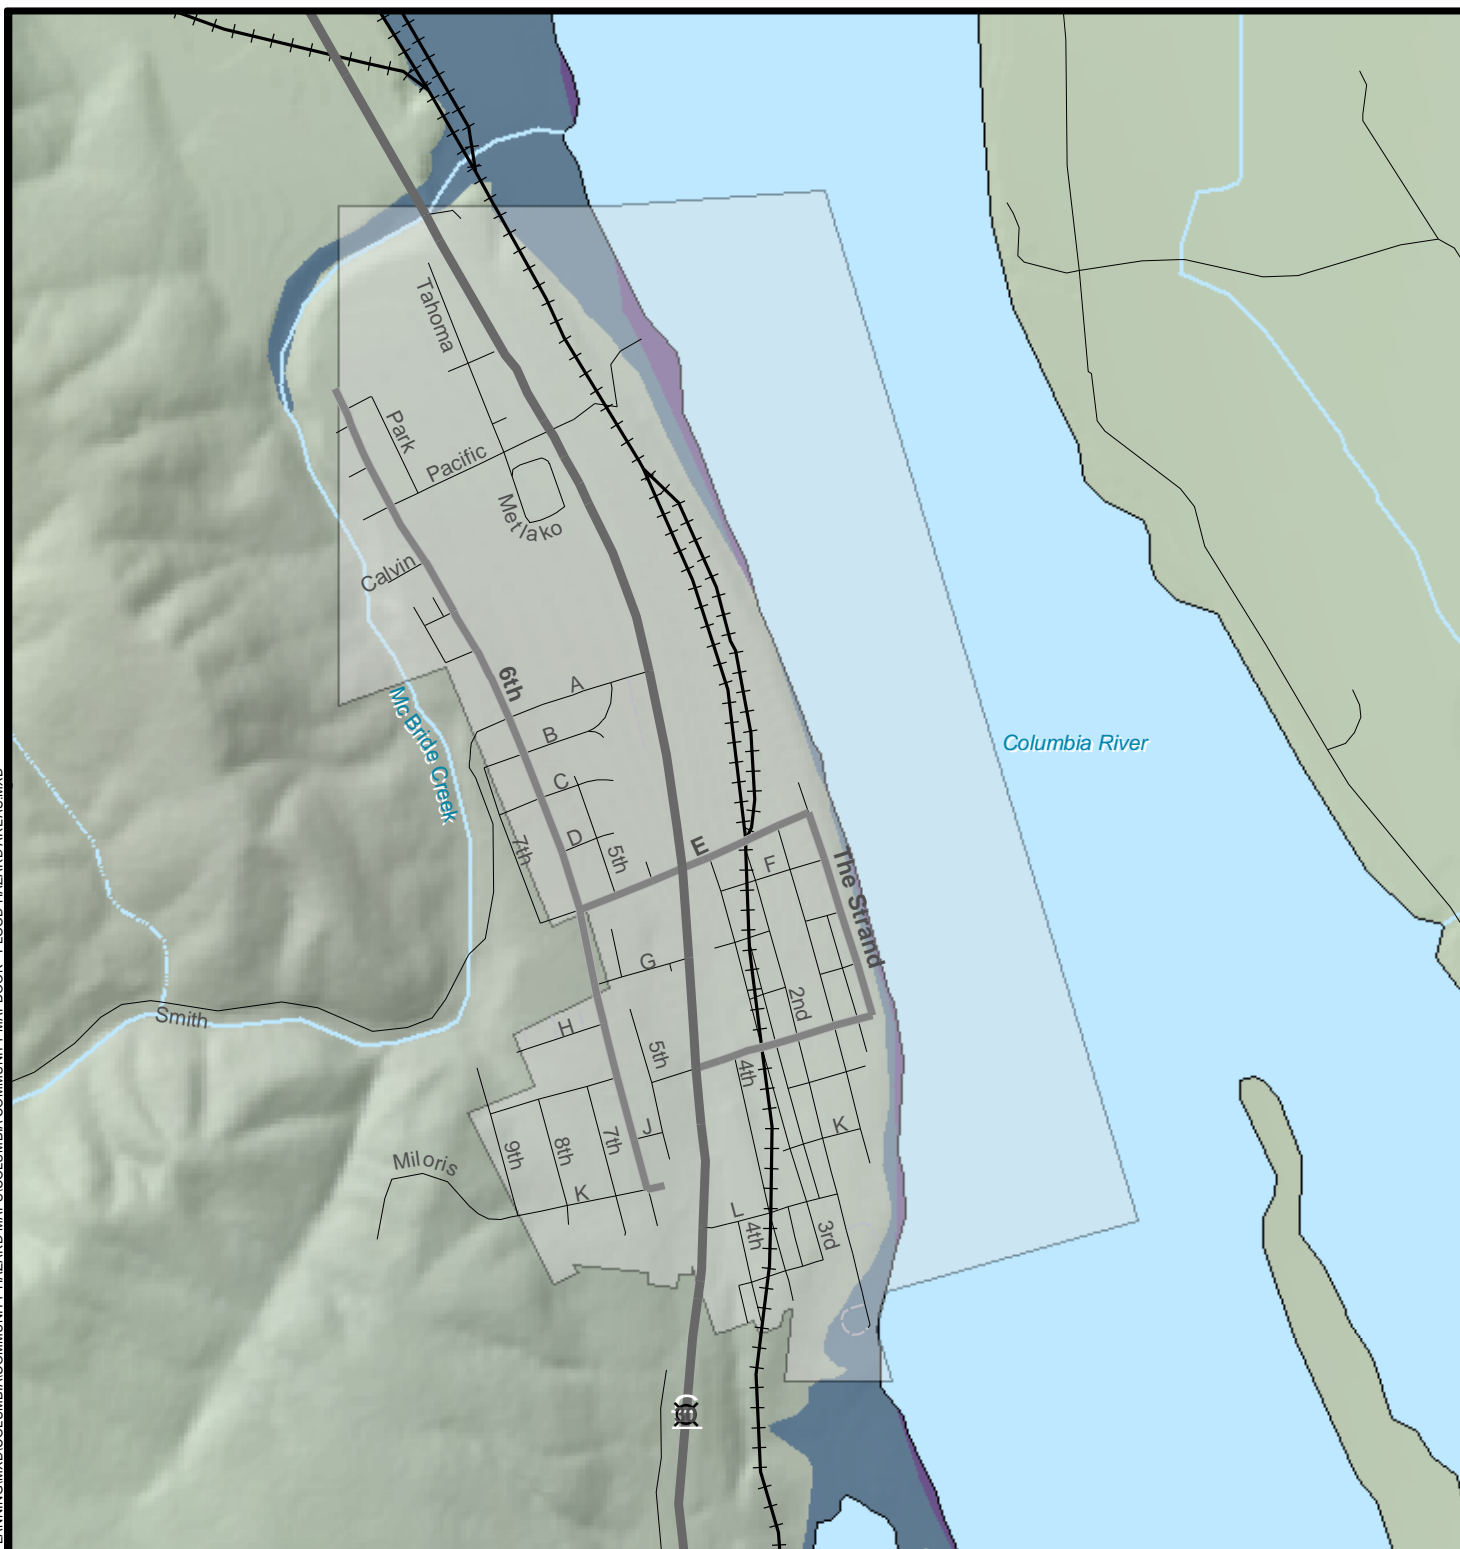 Tahoma
Park
Pacific
Metlako
Calvin
6th
A
B
McBride Creek
Columbia River
C
D
7th
5th
E
F
The Strand
G
2nd
Smith
H
5th
4th
J
K
9th
8th
7th
Miloris
K
L
4th
3rd